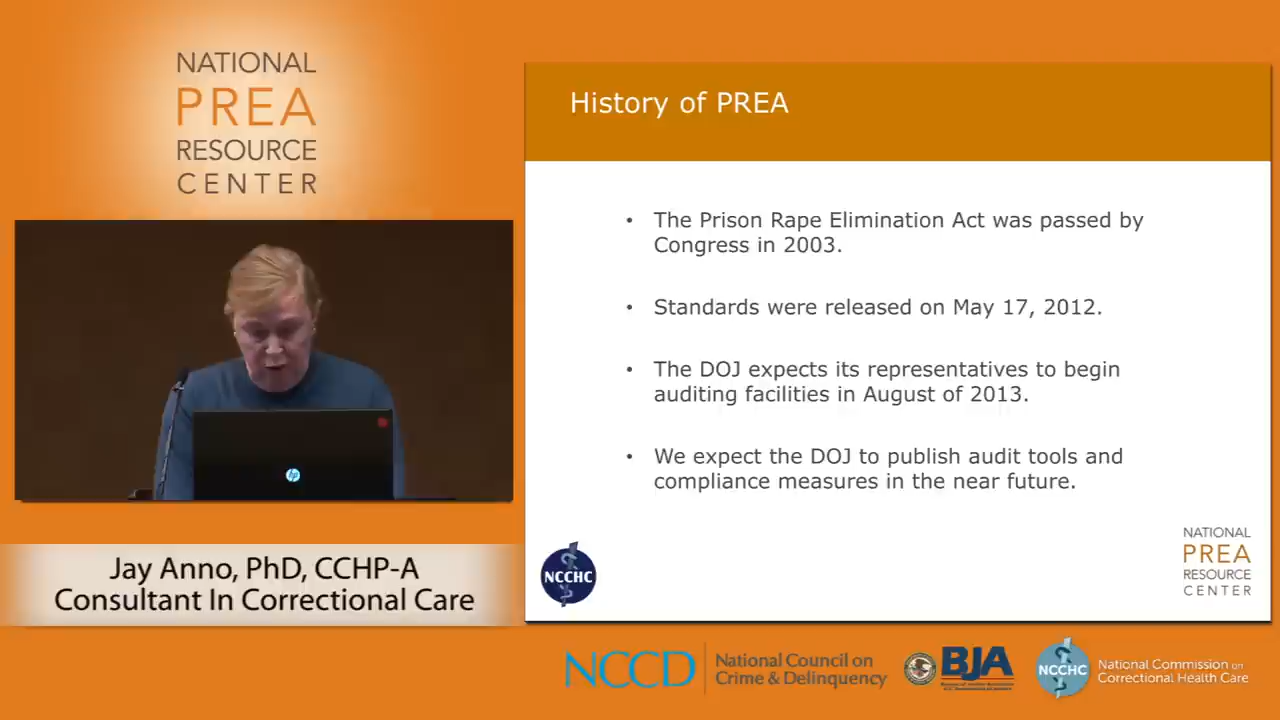 NATIONAL
PREA
RESOURCE
CENTER
hp
Jay Anno, PhD, CCHP-A
Consultant In Correctional Care
History of PREA
• The Prison Rape Elimination Act was passed by
Congress in 2003.
• Standards were released on May 17, 2012.
• The DOJ expects its representatives to begin
auditing facilities in August of 2013.
• We expect the DOJ to publish audit tools and
compliance measures in the near future.
NCCHC
NATIONAL
PREA
RESOURCE
CENTER
NCCD
National Council on
Crime & Delinquency
BJA
NCCHC
National Commission on
Correctional Health Care